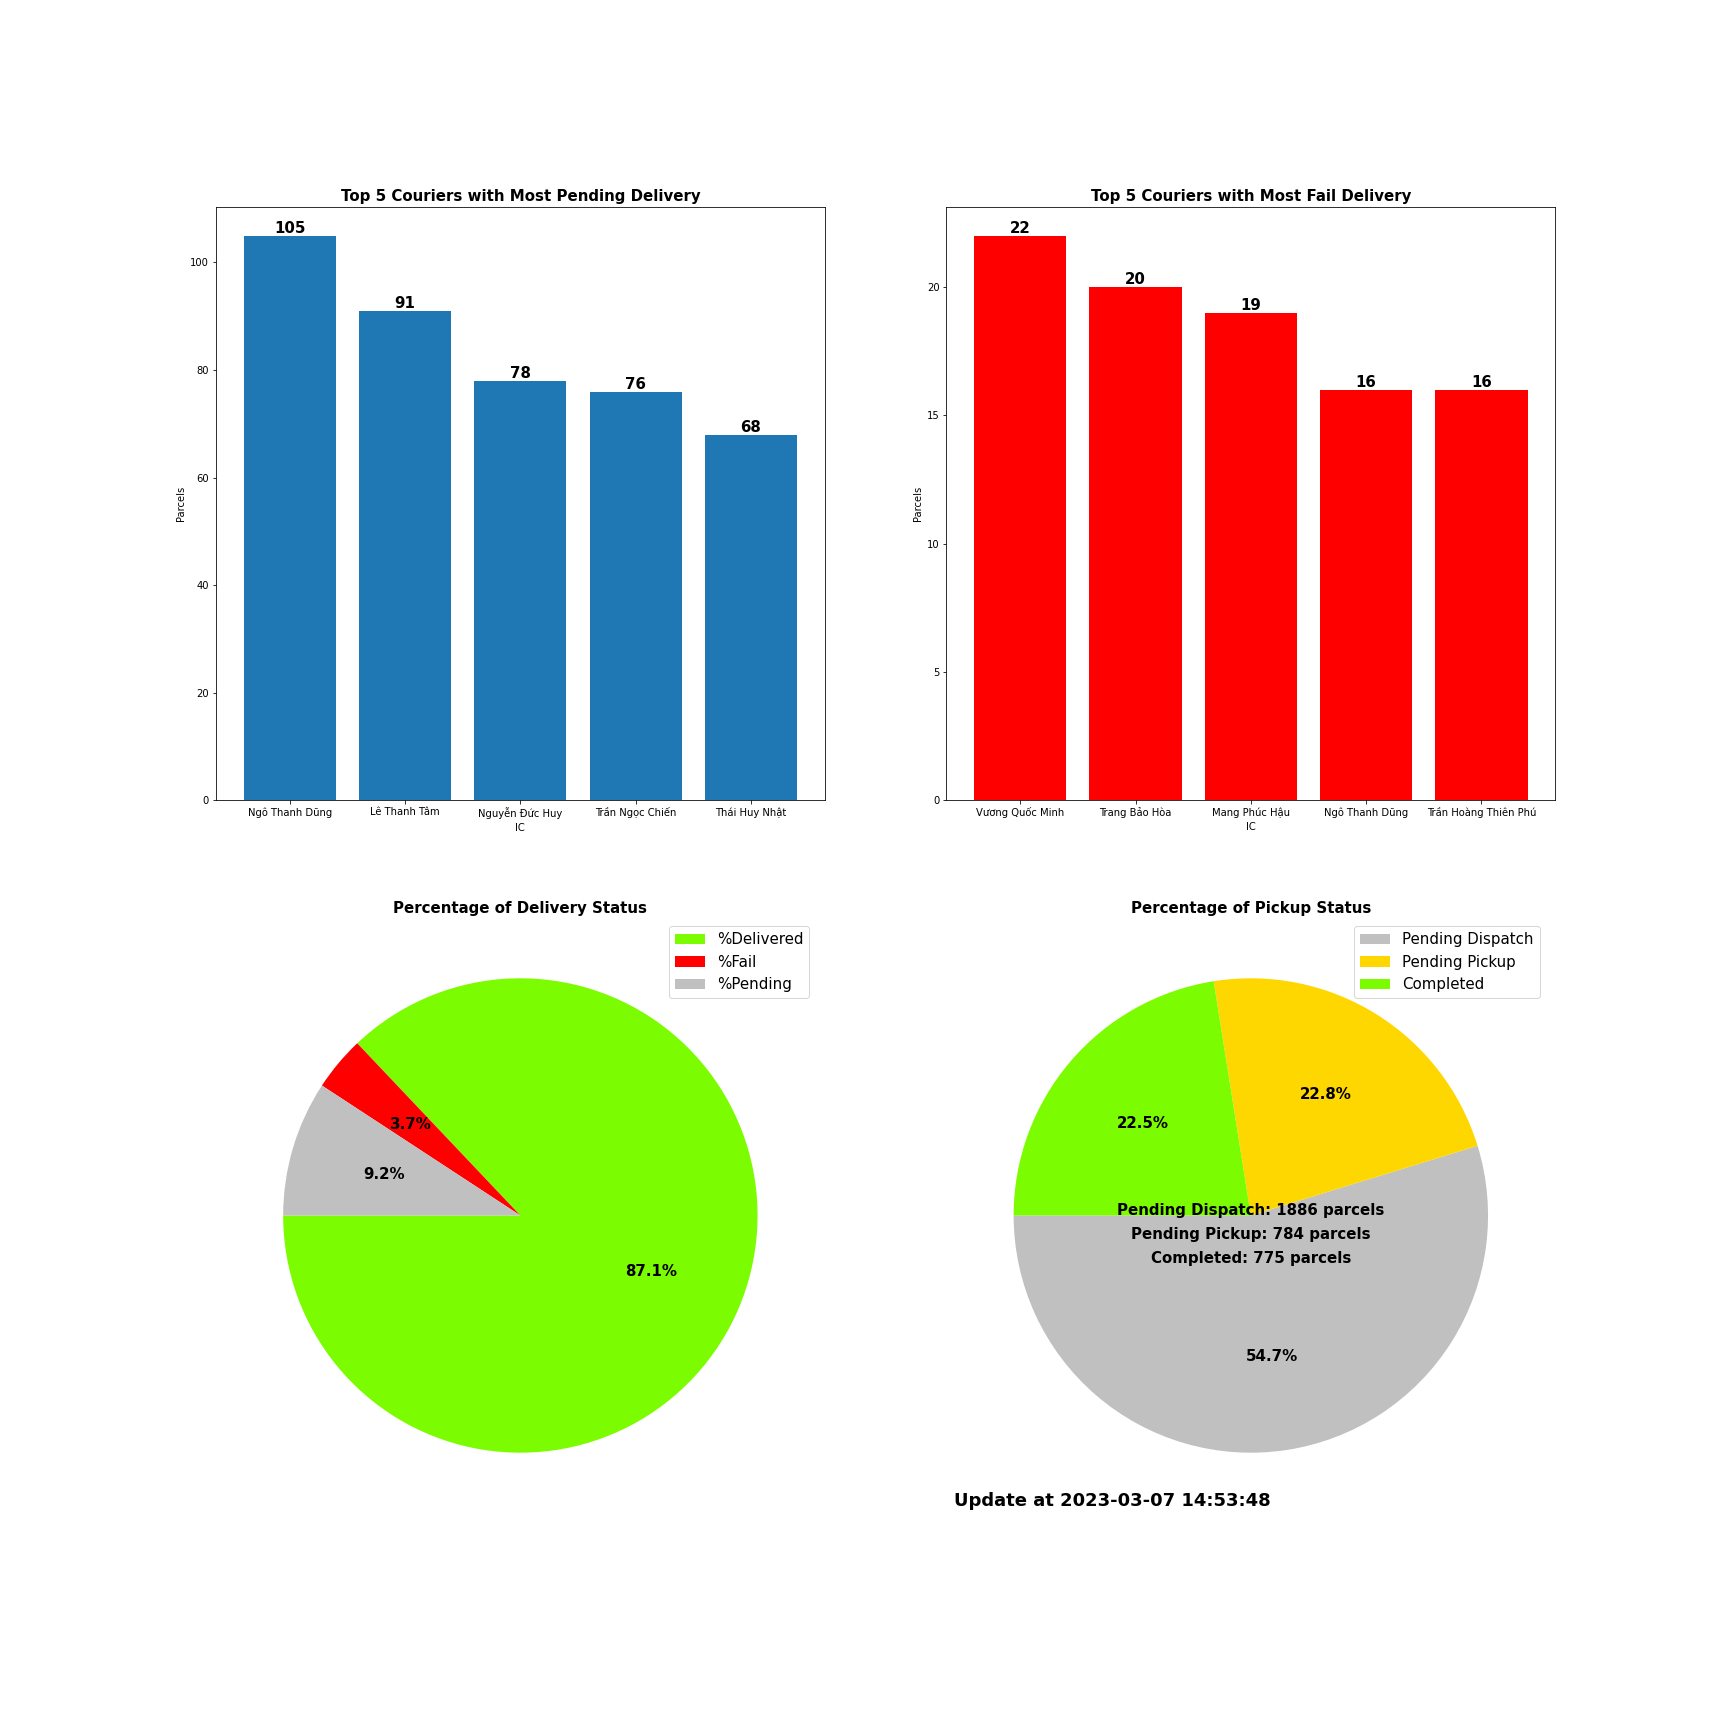 Top 5 Couriers with Most Pending Delivery
105
91
78
76
68
100
80
60
40
20
0
Parcels
Ngô Thanh Dũng
Lê Thanh Tâm
Nguyễn Đức Huy
Trần Ngọc Chiến
Thái Huy Nhật
IC
Top 5 Couriers with Most Fail Delivery
22
20
19
16
16
20
15
10
5
0
Parcels
Vương Quốc Minh
Trang Bảo Hòa
Mang Phúc Hậu
Ngô Thanh Dũng
Trần Hoàng Thiên Phú
IC
Percentage of Delivery Status
%Delivered
%Fail
%Pending
3.7%
9.2%
87.1%
Percentage of Pickup Status
Pending Dispatch
Pending Pickup
Completed
22.8%
22.5%
Pending Dispatch: 1886 parcels
Pending Pickup: 784 parcels
Completed: 775 parcels
54.7%
Update at 2023-03-07 14:53:48